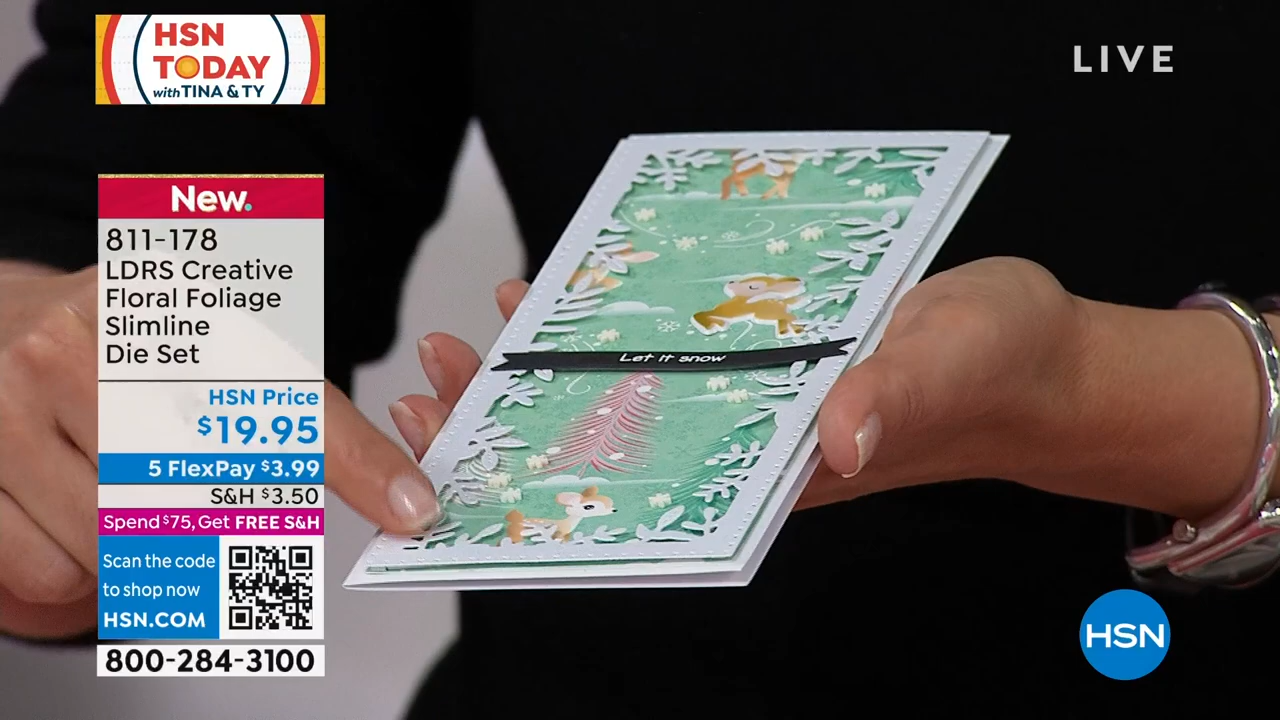 HSN
TODAY
with TINA & TY
LIVE
New.
811-178
LDRS Creative
Floral Foliage
Slimline
Die Set
HSN Price
$19.95
5 FlexPay $3.99
S&H $3.50
Spend $75, Get FREE S&H
Scan the code
to shop now
HSN.COM
800-284-3100
Let it snow
HSN